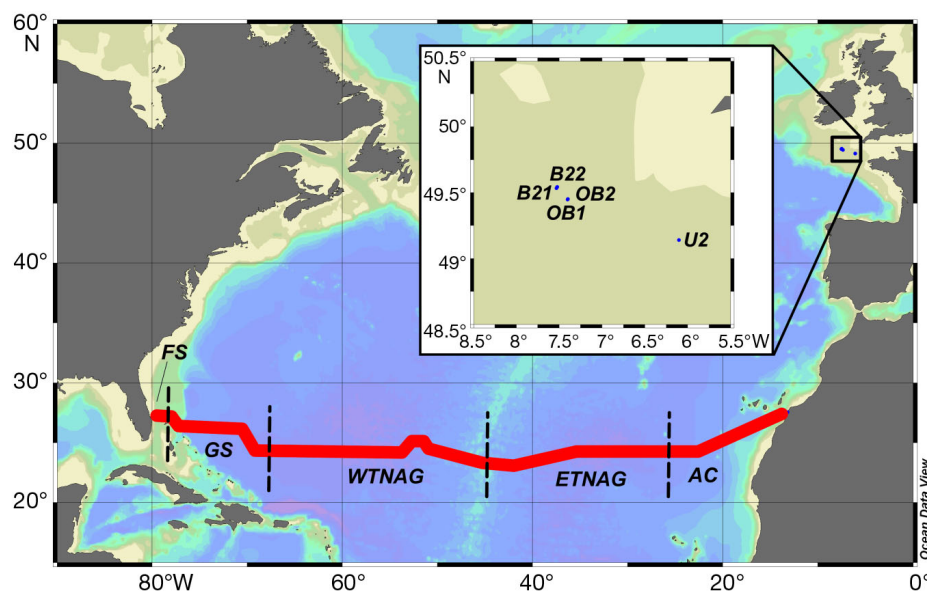 60°
N
50°
40°
30°
20°
80°W
60°
40°
20°
0°
50.5°
N
50°
49.5°
49°
48.5°
8.5°
8°
7.5°
7°
6.5°
6°
5.5°W
B22
B21
OB2
OB1
U2
FS
GS
WTNAG
ETNAG
AC
Ocean Data View